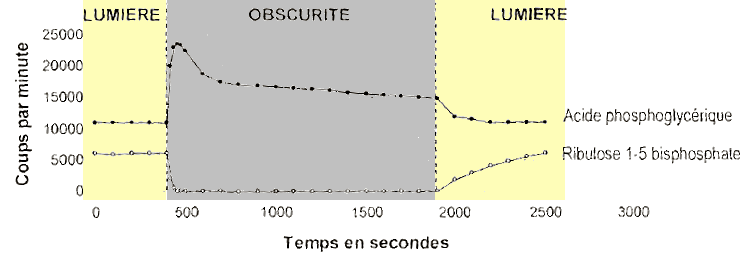 LUMIERE OBSCURITE LUMIERE
25000
20000
15000
10000
5000
0
Coups par minute
Acide phosphoglycérique
Ribulose 1-5 bisphosphate
0 500 1000 1500 2000 2500 3000
Temps en secondes